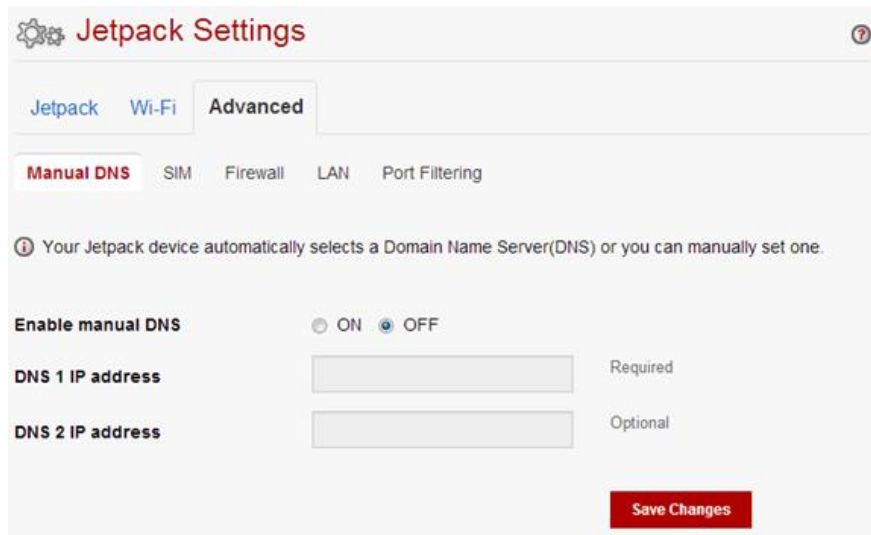 Jetpack Settings
?
Jetpack Wi-Fi Advanced
Manual DNS SIM Firewall LAN Port Filtering
i Your Jetpack device automatically selects a Domain Name Server(DNS) or you can manually set one.
Enable manual DNS ON OFF
DNS 1 IP address Required
DNS 2 IP address Optional
Save Changes